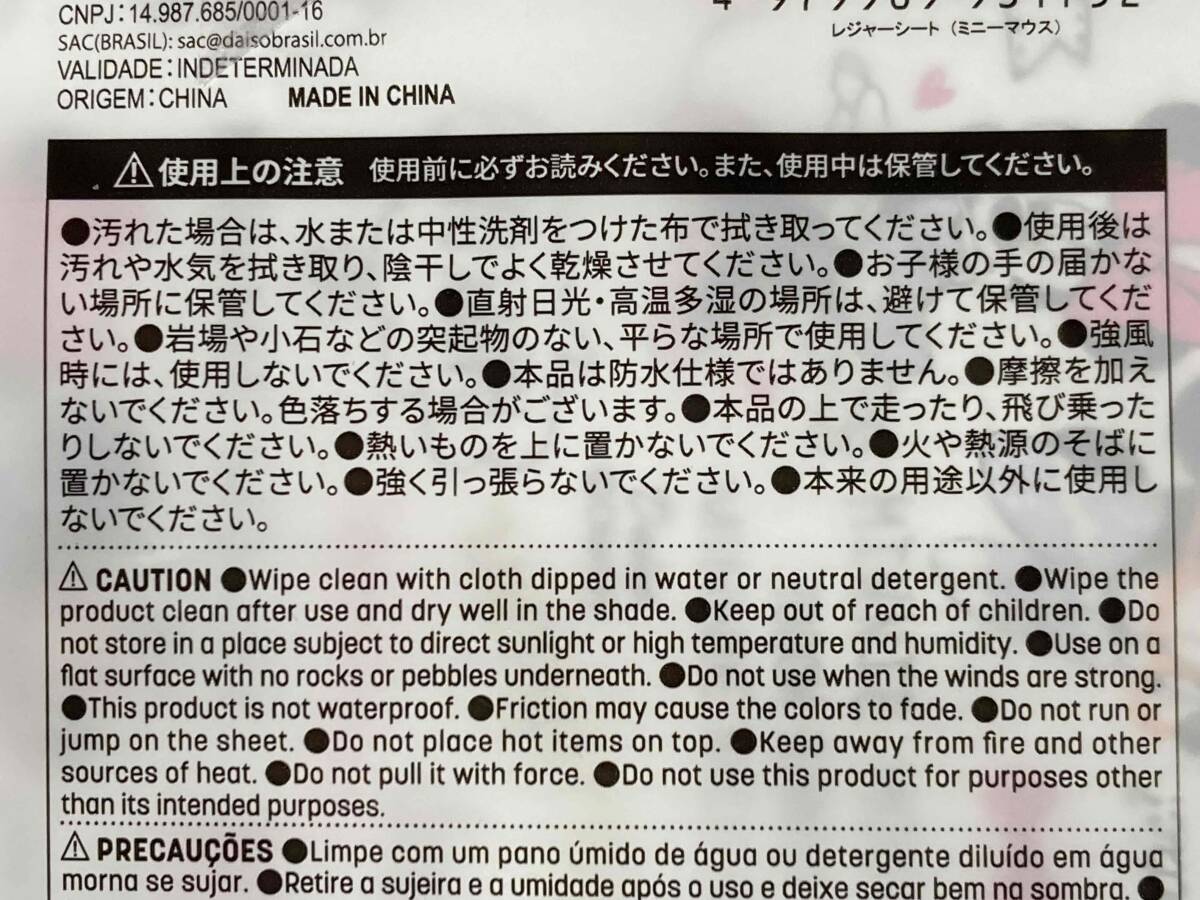 CNPJ: 14.987.685/0001-16
SAC(BRASIL): sac@daisobrasil.com.br
VALIDADE: INDETERMINADA
ORIGEM: CHINA MADE IN CHINA
レジャーシート(ミニーマウス)
⚠使用上の注意 使用前に必ずお読みください。また、使用中は保管してください。
●汚れた場合は、水または中性洗剤をつけた布で拭き取ってください。●使用後は
汚れや水気を拭き取り、陰干しでよく乾燥させてください。●お子様の手の届かな
い場所に保管してください。●直射日光・高温多湿の場所は、避けて保管してくだ
さい。●岩場や小石などの突起物のない、平らな場所で使用してください。●強風
時には、使用しないでください。●本品は防水仕様ではありません。●摩擦を加え
ないでください。色落ちする場合がございます。●本品の上で走ったり、飛び乗った
りしないでください。●熱いものを上に置かないでください。●火や熱源のそばに
置かないでください。●強く引っ張らないでください。●本来の用途以外に使用し
ないでください。
⚠ CAUTION ●Wipe clean with cloth dipped in water or neutral detergent. ●Wipe the
product clean after use and dry well in the shade. ●Keep out of reach of children. ●Do
not store in a place subject to direct sunlight or high temperature and humidity. ●Use on a
flat surface with no rocks or pebbles underneath. ●Do not use when the winds are strong.
●This product is not waterproof. ●Friction may cause the colors to fade. ●Do not run or
jump on the sheet. ●Do not place hot items on top. ●Keep away from fire and other
sources of heat. ●Do not pull it with force. ●Do not use this product for purposes other
than its intended purposes.
⚠ PRECAUÇÕES ●Limpe com um pano úmido de água ou detergente diluído em água
morna se sujar. ●Retire a sujeira e a umidade após o uso e deixe secar bem na sombra. ●